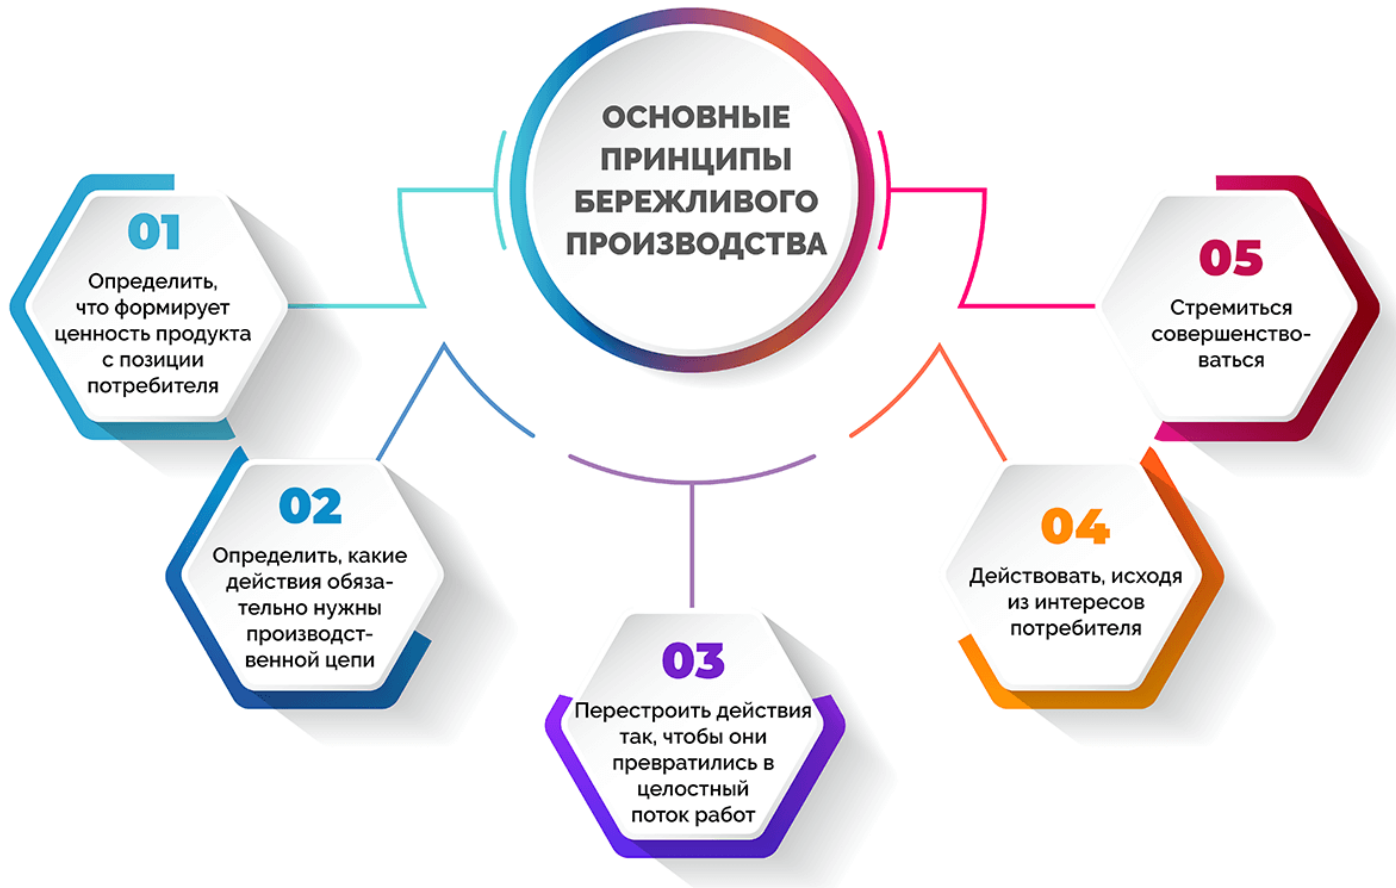 ОСНОВНЫЕ
ПРИНЦИПЫ
БЕРЕЖЛИВОГО
ПРОИЗВОДСТВА
01
Определить,
что формирует
ценность продукта
с позиции
потребителя
02
Определить, какие
действия обяза-
тельно нужны
производст-
венной цепи
03
Перестроить действия
так, чтобы они
превратились в
целостный
поток работ
04
Действовать, исходя
из интересов
потребителя
05
Стремиться
совершенство-
ваться